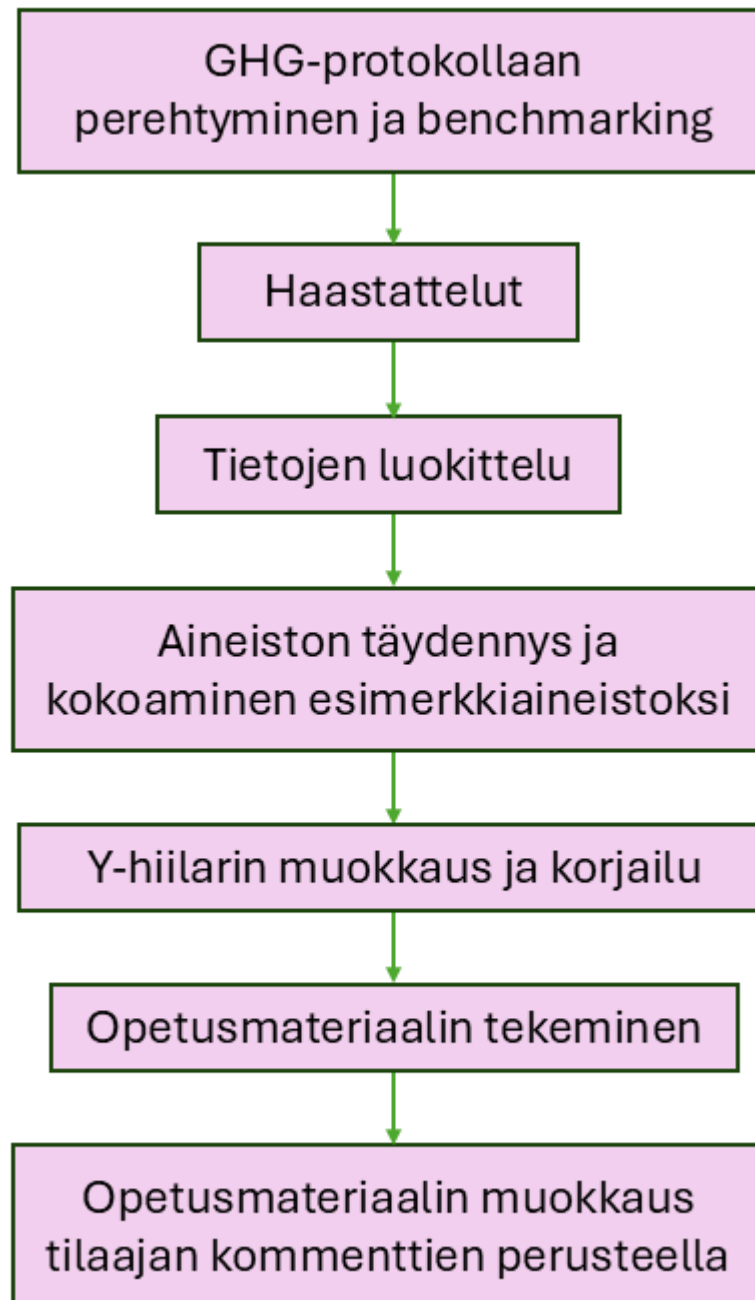 GHG-protokollaan
perehtyminen ja benchmarking
Haastattelut
Tietojen luokittelu
Aineiston täydennys ja
kokoaminen esimerkkiaineistoksi
Y-hiilarin muokkaus ja korjailu
Opetusmateriaalin tekeminen
Opetusmateriaalin muokkaus
tilaajan kommenttien perusteella